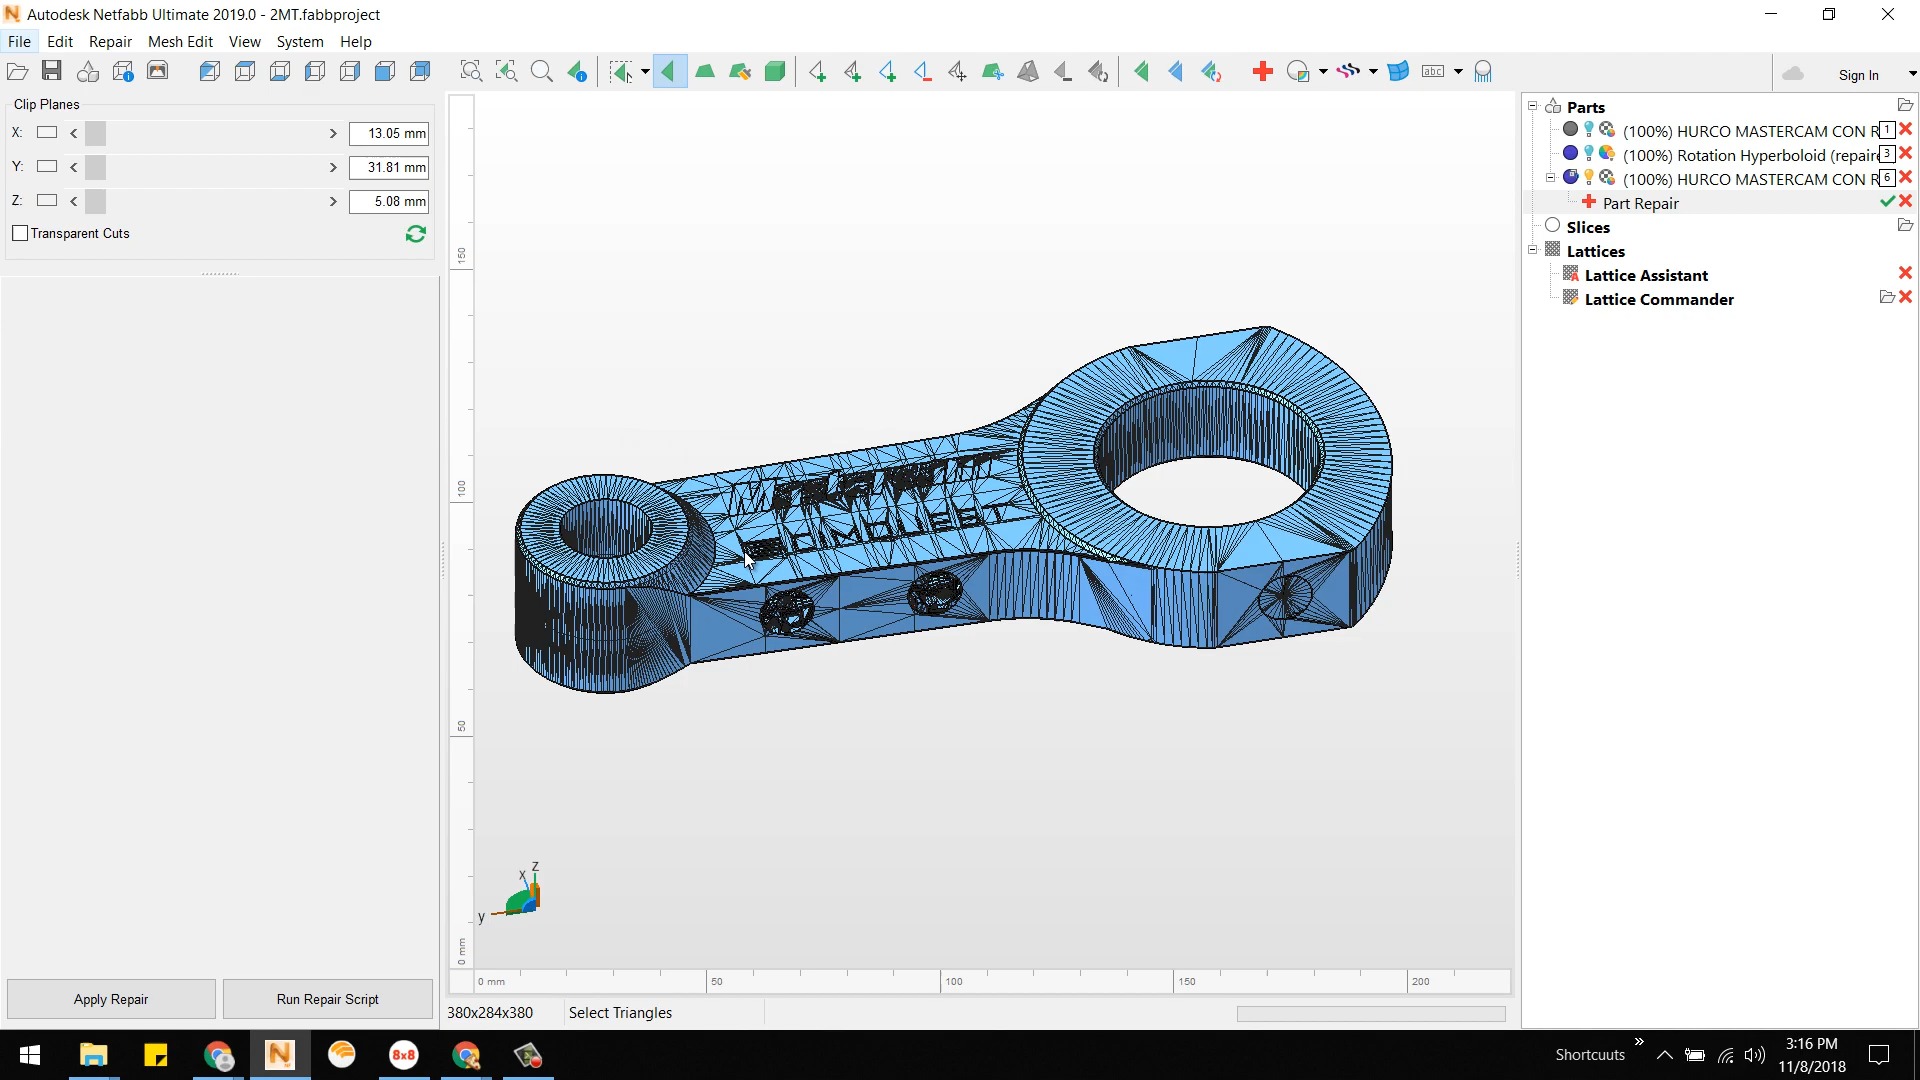 Autodesk Netfabb Ultimate 2019.0 - 2MT.fabbproject
File Edit Repair Mesh Edit View System Help
abc
Sign In
Clip Planes
X: < > 13.05 mm
Y: < > 31.81 mm
Z: < > 5.08 mm
Transparent Cuts
Parts
(100%) HURCO MASTERCAM CON R 1
(100%) Rotation Hyperboloid (repaire 3
(100%) HURCO MASTERCAM CON R 6
Part Repair
Slices
Lattices
Lattice Assistant
Lattice Commander
150
100
50
0 mm
x z
y
0 mm 50 100 150 200
Apply Repair Run Repair Script
380x284x380 Select Triangles
8x8
Shortcuts »
3:16 PM
11/8/2018